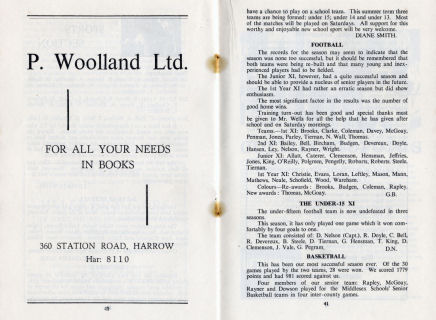 P. Woolland Ltd.
FOR ALL YOUR NEEDS
IN BOOKS
360 STATION ROAD, HARROW
Har: 8110
have a chance to play on a school team. This summer term three
teams are being formed: under 15; under 14 and under 13. Most
of the matches will be played on Saturdays. All support for this
worthy and enjoyable new school sport will be very welcome.
DIANE SMITH.
FOOTBALL
The records for the season may seem to indicate that the
season was none too successful, but it should be remembered that
both teams were being re-built and that many young and inex-
perienced players had to be fielded.
The Junior XI, however, had a quite successful season and
should be able to provide a nucleus of senior players in the future.
The 1st Year XI had rather an erratic season but did show
enthusiasm.
The most significant factor in the results was the number of
good home wins.
Training turn-out has been good and special thanks must
be given to Mr. Wells for all the help that he has given after
school and on Saturday mornings.
Teams.—1st XI: Brooks, Clarke, Coleman, Davey, McGoay,
Penman, Jones, Parley, Tiernan, N. Wall, Thomas.
2nd XI: Bailey, Bell, Bircham, Budgen, Devereux, Doyle,
Hansen, Ley, Nelson, Rayner, Wright.
Junior XI: Allatt, Caterer, Clemenson, Hensman, Jeffries,
Jones, King, O'Reilly, Polgreen, Pengelly, Roberts, Roberts, Steele,
Tiernan.
1st Year XI: Christie, Evans, Loran, Loftley, Mason, Mann,
Mathews, Neale, Schofield, Wood, Wareham.
Colours—Re-awards: Brooks, Budgen, Coleman, Rapley.
New awards: Thomas, McGoay.
G.B.
THE UNDER-15 XI
The under-fifteen football team is now undefeated in three
seasons.
This season, it has only played one game which it won com-
fortably by four goals to one.
The team consisted of: D. Nelson (Capt.), R. Doyle, C. Bell,
R. Devereux, B. Steele, D. Tiernan, G. Hensman, T. King, D.
Clemenson, J. Vale, G. Pegram.
D.N.
BASKETBALL
This has been our most successful season ever. Of the 30
games played by the two teams, 28 were won. We scored 1779
points and had 981 scored against us.
Four members of our senior team: Rapley, McGoay,
Rayner and Dowson played for the Middlesex Schools' Senior
Basketball teams in four inter-county games.
41